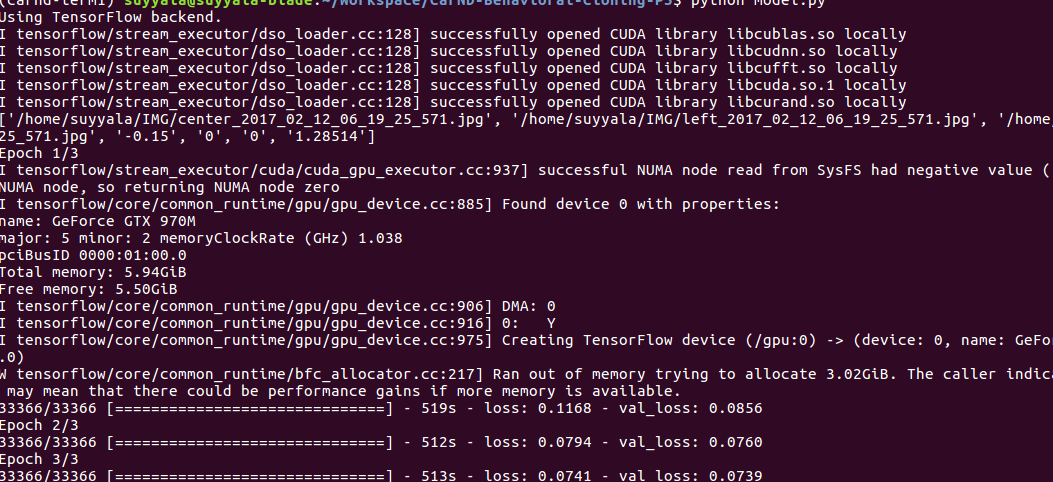 (carnd-term1) suyyala@suyyala-blade:~/Workspace/CarND-Behavioral-Cloning-P3$ python model.py
Using TensorFlow backend.
I tensorflow/stream_executor/dso_loader.cc:128] successfully opened CUDA library libcublas.so locally
I tensorflow/stream_executor/dso_loader.cc:128] successfully opened CUDA library libcudnn.so locally
I tensorflow/stream_executor/dso_loader.cc:128] successfully opened CUDA library libcufft.so locally
I tensorflow/stream_executor/dso_loader.cc:128] successfully opened CUDA library libcuda.so.1 locally
I tensorflow/stream_executor/dso_loader.cc:128] successfully opened CUDA library libcurand.so locally
['/home/suyyala/IMG/center_2017_02_12_06_19_25_571.jpg', '/home/suyyala/IMG/left_2017_02_12_06_19_25_571.jpg', '/home/
25_571.jpg', '-0.15', '0', '0', '1.28514']
Epoch 1/3
I tensorflow/stream_executor/cuda/cuda_gpu_executor.cc:937] successful NUMA node read from SysFS had negative value (
NUMA node, so returning NUMA node zero
I tensorflow/core/common_runtime/gpu/gpu_device.cc:885] Found device 0 with properties:
name: GeForce GTX 970M
major: 5 minor: 2 memoryClockRate (GHz) 1.038
pciBusID 0000:01:00.0
Total memory: 5.94GiB
Free memory: 5.50GiB
I tensorflow/core/common_runtime/gpu/gpu_device.cc:906] DMA: 0
I tensorflow/core/common_runtime/gpu/gpu_device.cc:916] 0:   Y
I tensorflow/core/common_runtime/gpu/gpu_device.cc:975] Creating TensorFlow device (/gpu:0) -> (device: 0, name: GeFor
.0)
W tensorflow/core/common_runtime/bfc_allocator.cc:217] Ran out of memory trying to allocate 3.02GiB. The caller indica
may mean that there could be performance gains if more memory is available.
33366/33366 [==============================] - 519s - loss: 0.1168 - val_loss: 0.0856
Epoch 2/3
33366/33366 [==============================] - 512s - loss: 0.0794 - val_loss: 0.0760
Epoch 3/3
33366/33366 [==============================] - 513s - loss: 0.0741 - val_loss: 0.0739